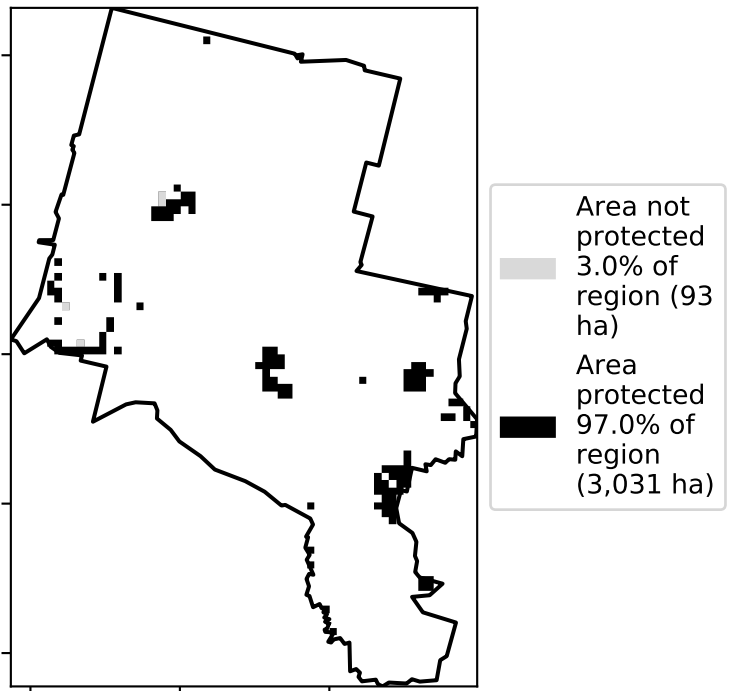 Area not
protected
3.0% of
region (93
ha)
Area
protected
97.0% of
region
(3,031 ha)